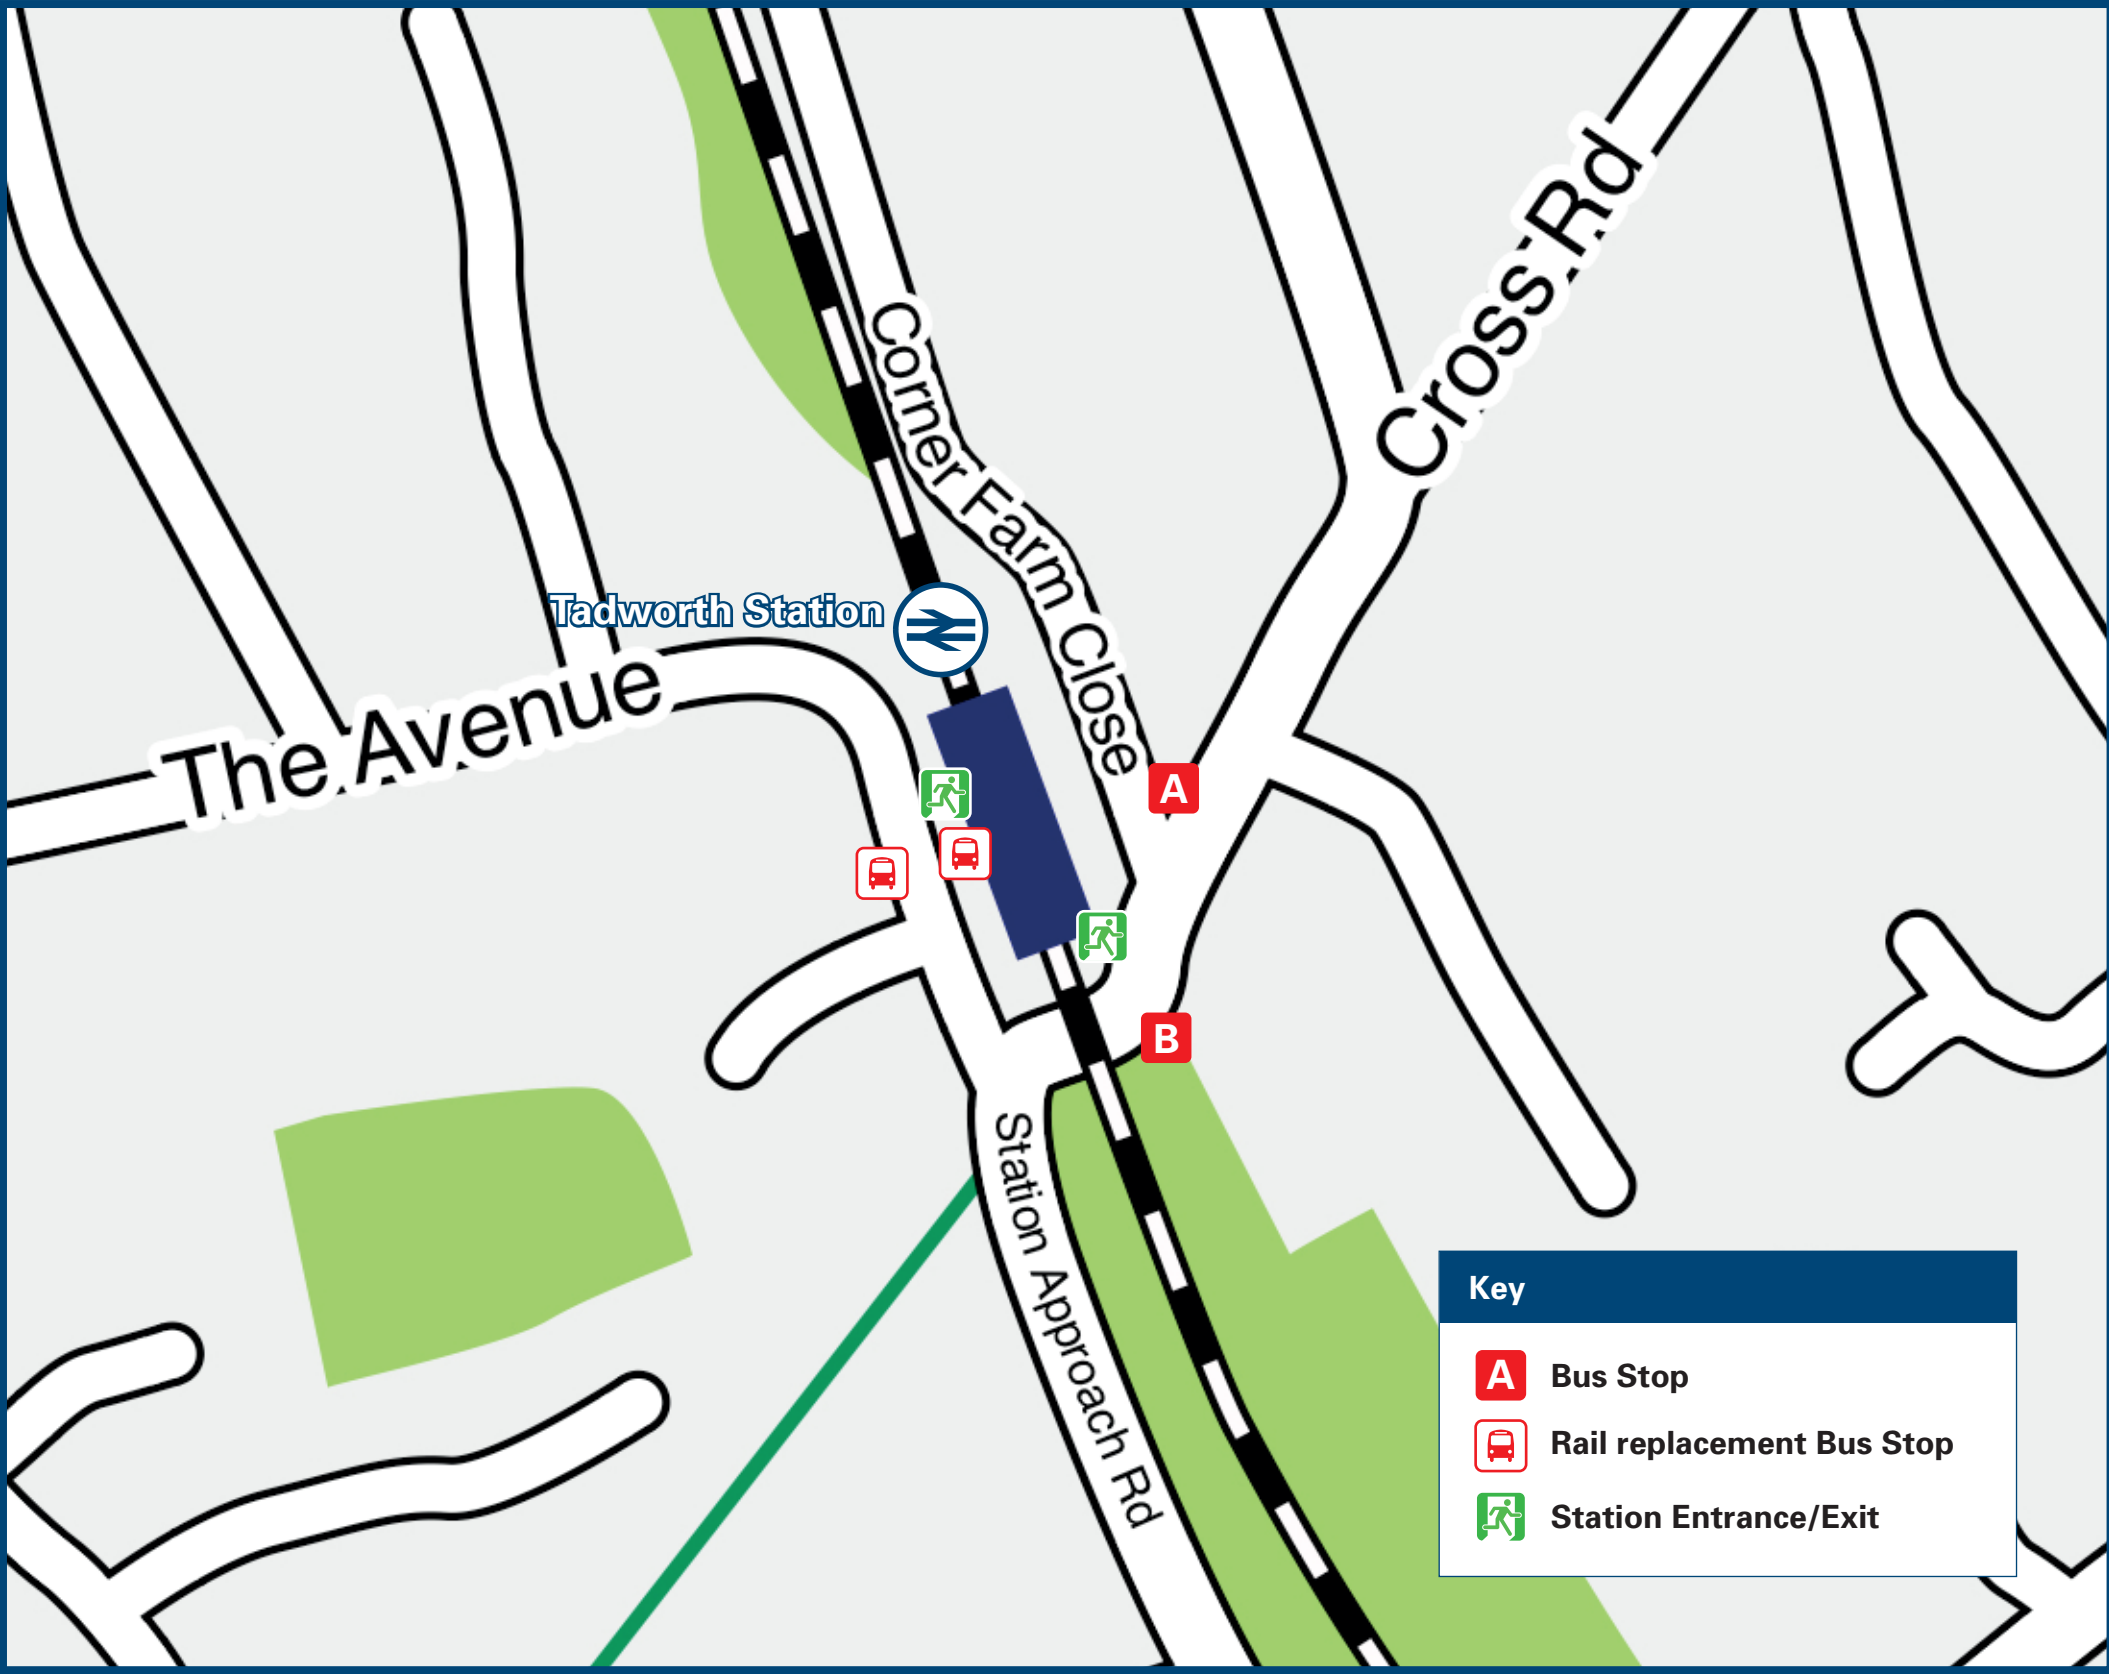 Cross Rd
Corner Farm Close
Tadworth Station
The Avenue
A
B
Station Approach Rd
Key
A Bus Stop
Rail replacement Bus Stop
Station Entrance/Exit